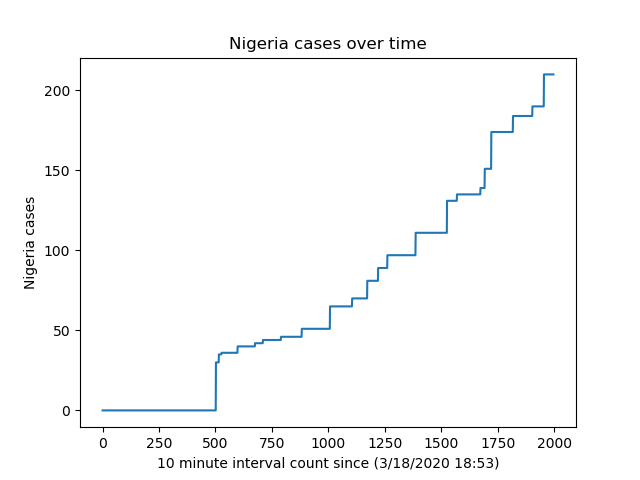 Nigeria cases over time
200
150
100
50
0
Nigeria cases
0 250 500 750 1000 1250 1500 1750 2000
10 minute interval count since (3/18/2020 18:53)